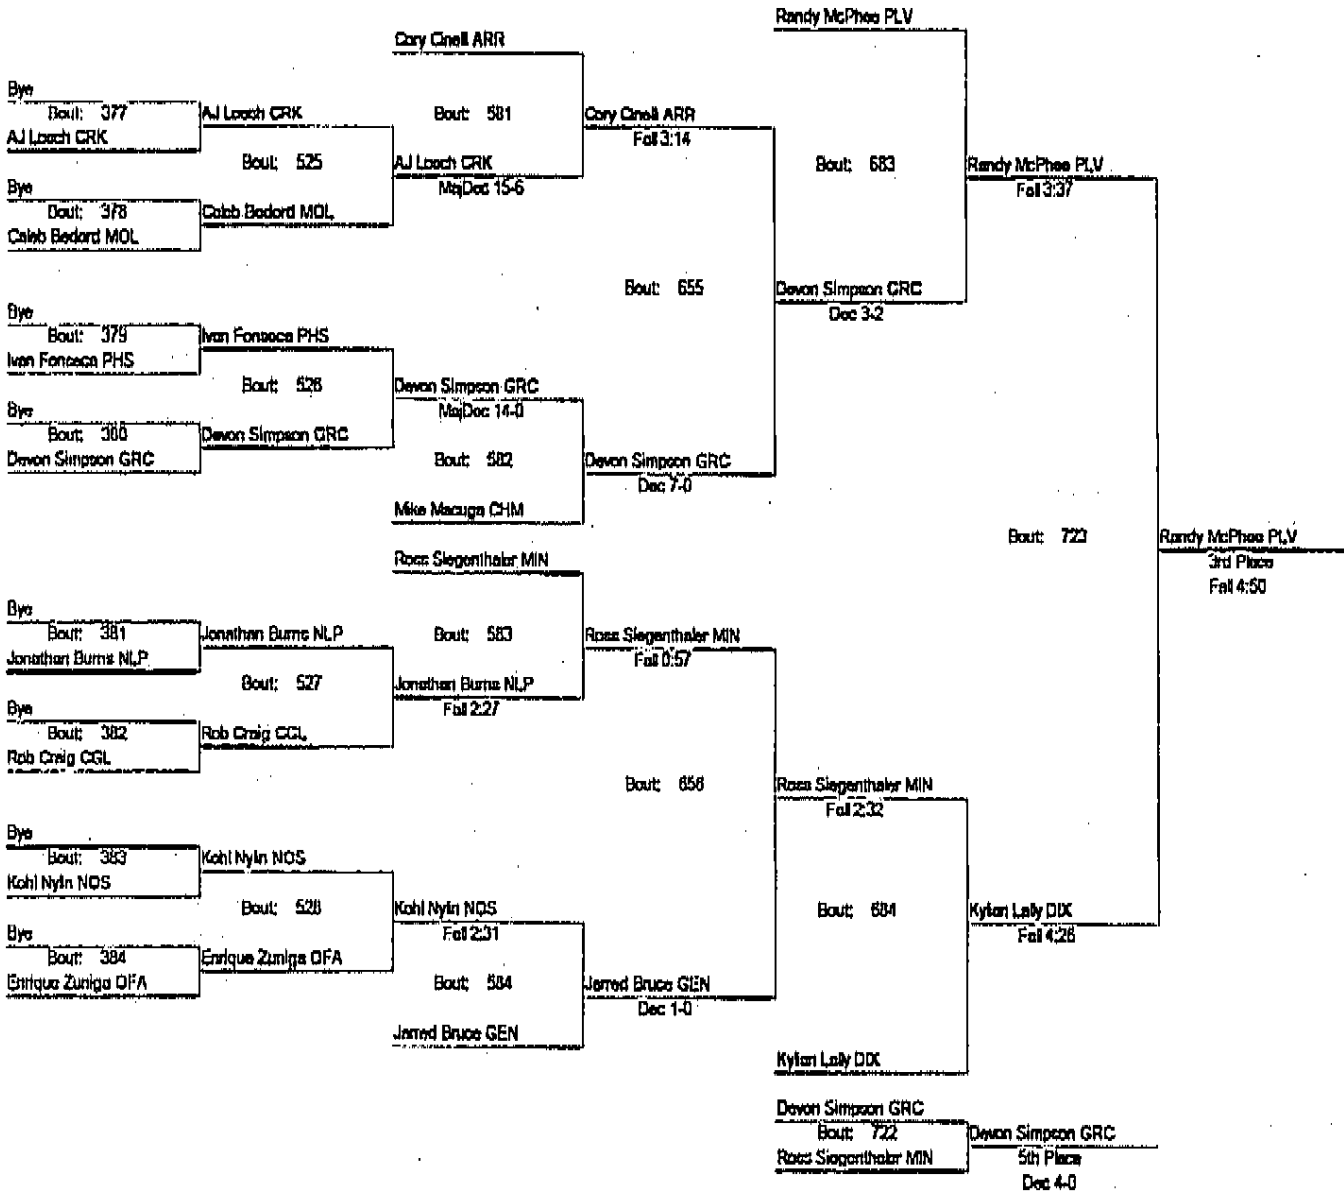 Randy McPhee PLV
Cory Cinelli ARR
Bye
Bout: 377
AJ Losch CRK
AJ Losch CRK
Bout: 581
Cory Cinelli ARR
Fall 3:14
Bout: 525
AJ Losch CRK
MajDec 15-6
Bout: 683
Randy McPhee PLV
Fall 3:37
Bye
Bout: 378
Caleb Bedord MOL
Caleb Bedord MOL
Bout: 655
Devon Simpson GRC
Dec 3-2
Bye
Bout: 379
Ivan Fonseca PHS
Ivan Fonseca PHS
Bout: 526
Devon Simpson GRC
MajDec 14-0
Bye
Bout: 380
Devon Simpson GRC
Devon Simpson GRC
Bout: 582
Devon Simpson GRC
Dec 7-0
Mike Macuga CHM
Bout: 723
Randy McPhee PLV
3rd Place
Fall 4:50
Ross Siegenthaler MIN
Bye
Bout: 381
Jonathan Burns NLP
Jonathan Burns NLP
Bout: 583
Ross Siegenthaler MIN
Fall 0:57
Bout: 527
Jonathan Burns NLP
Fall 2:27
Bye
Bout: 382
Rob Craig CGL
Rob Craig CGL
Bout: 656
Ross Siegenthaler MIN
Fall 2:32
Bye
Bout: 383
Kohl Nylin NOS
Kohl Nylin NOS
Bout: 528
Kohl Nylin NOS
Fall 2:31
Bout: 684
Kylian Lally DIX
Fall 4:26
Bye
Bout: 384
Enrique Zuniga OFA
Enrique Zuniga OFA
Bout: 584
Jarred Bruce GEN
Dec 1-0
Jarred Bruce GEN
Kylian Lally DIX
Devon Simpson GRC
Bout: 722
Devon Simpson GRC
Ross Siegenthaler MIN
5th Place
Dec 4-0